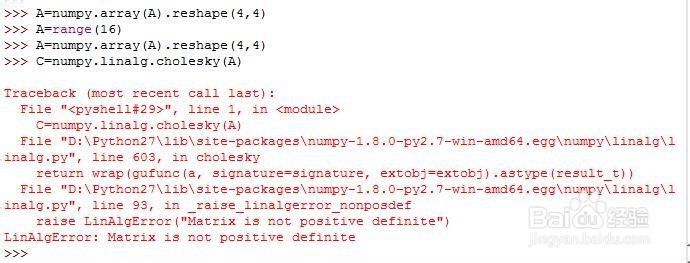 >>> A=numpy.array(A).reshape(4,4)
>>> A=range(16)
>>> A=numpy.array(A).reshape(4,4)
>>> C=numpy.linalg.cholesky(A)
Traceback (most recent call last):
  File "<pyshell#29>", line 1, in <module>
    C=numpy.linalg.cholesky(A)
  File "D:\Python27\lib\site-packages\numpy-1.8.0-py2.7-win-amd64.egg\numpy\linalg\l
inalg.py", line 603, in cholesky
    return wrap(gufunc(a, signature=signature, extobj=extobj).astype(result_t))
  File "D:\Python27\lib\site-packages\numpy-1.8.0-py2.7-win-amd64.egg\numpy\linalg\l
inalg.py", line 93, in _raise_linalgerror_nonposdef
    raise LinAlgError("Matrix is not positive definite")
LinAlgError: Matrix is not positive definite
>>>
Bai du 经验
jingyan.baidu.com